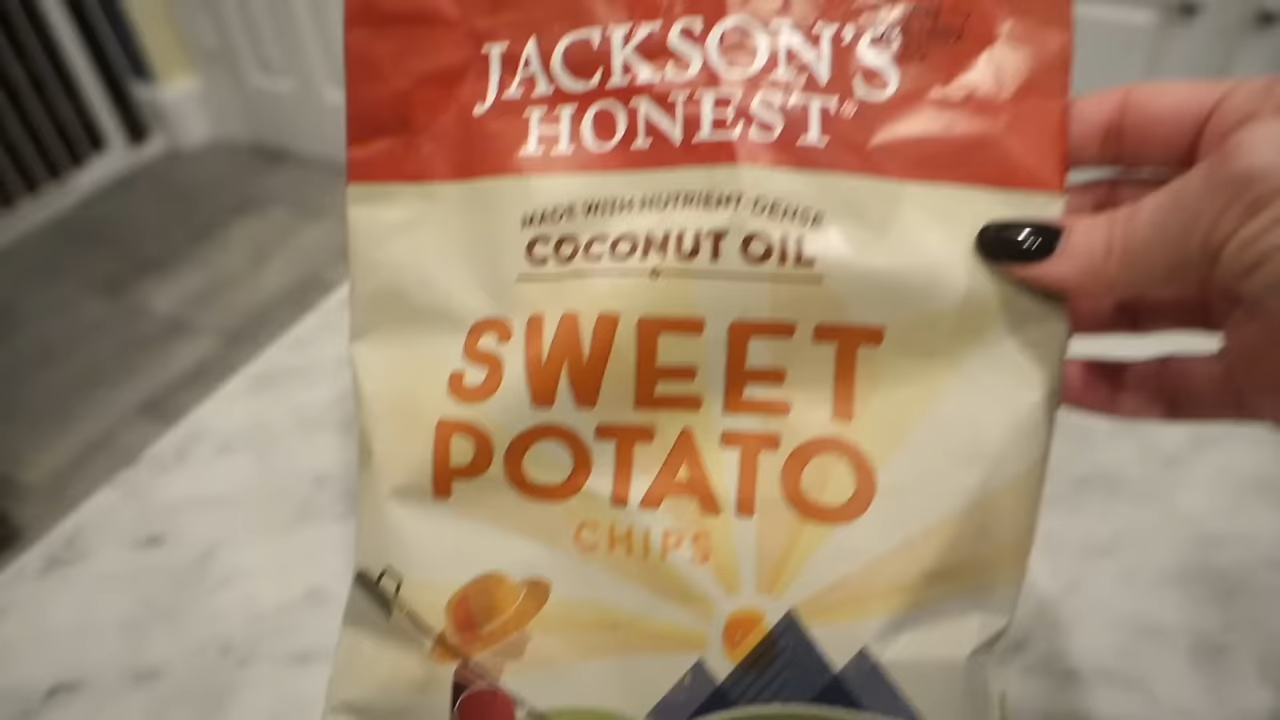 JACKSON'S
HONEST®
MADE WITH NUTRIENT-DENSE
COCONUT OIL
SWEET
POTATO
CHIPS